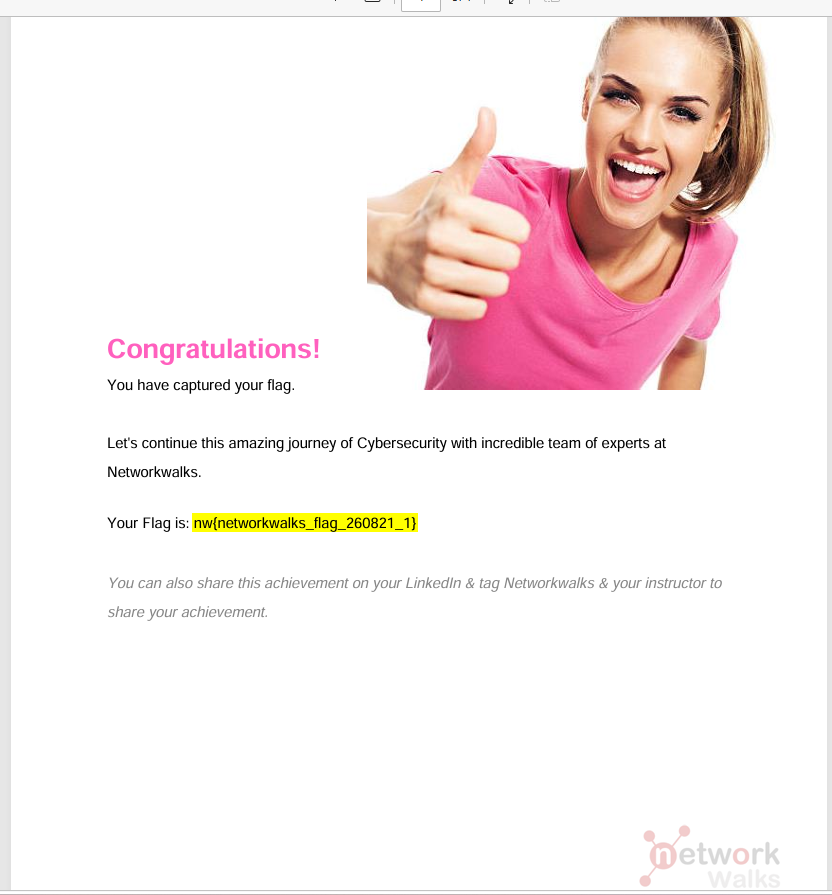 Congratulations!
You have captured your flag.
Let's continue this amazing journey of Cybersecurity with incredible team of experts at
Networkwalks.
Your Flag is: nw{networkwalks_flag_260821_1}
You can also share this achievement on your LinkedIn & tag Networkwalks & your instructor to
share your achievement.
network
Walks